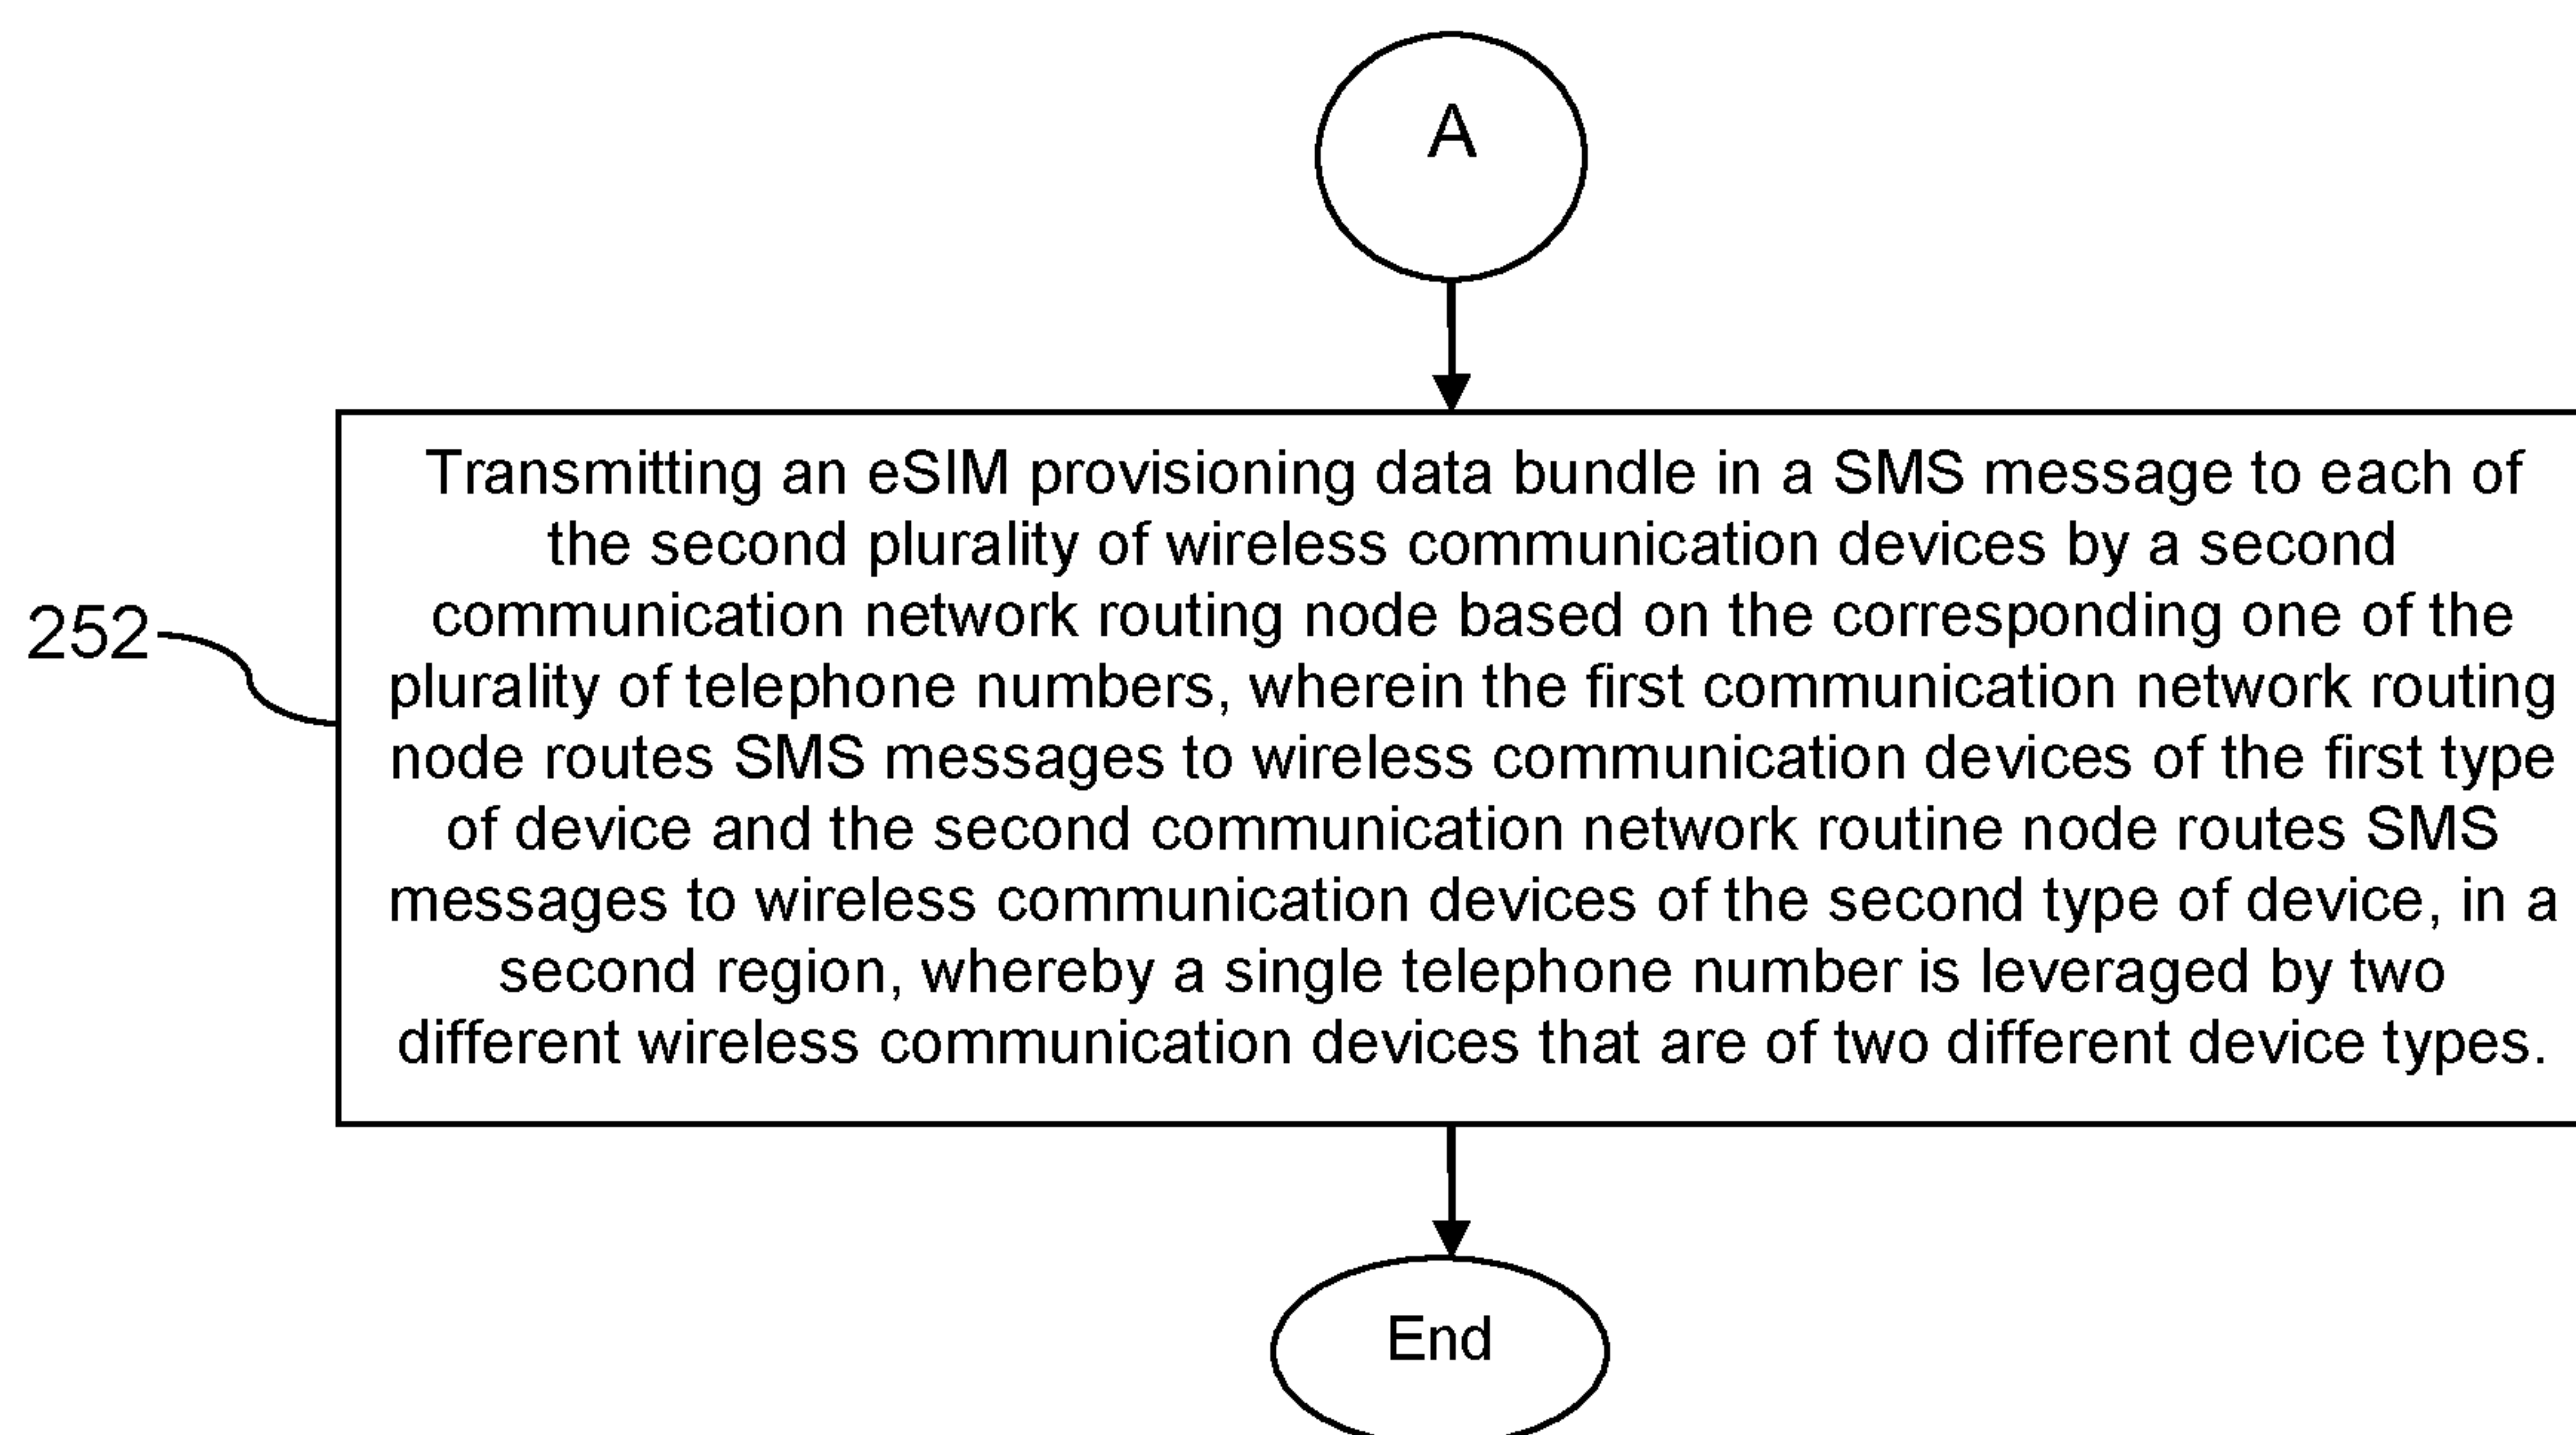 A
Transmitting an eSIM provisioning data bundle in a SMS message to each of
the second plurality of wireless communication devices by a second
communication network routing node based on the corresponding one of the
plurality of telephone numbers, wherein the first communication network routing
node routes SMS messages to wireless communication devices of the first type
of device and the second communication network routine node routes SMS
messages to wireless communication devices of the second type of device, in a
second region, whereby a single telephone number is leveraged by two
different wireless communication devices that are of two different device types.
252
End